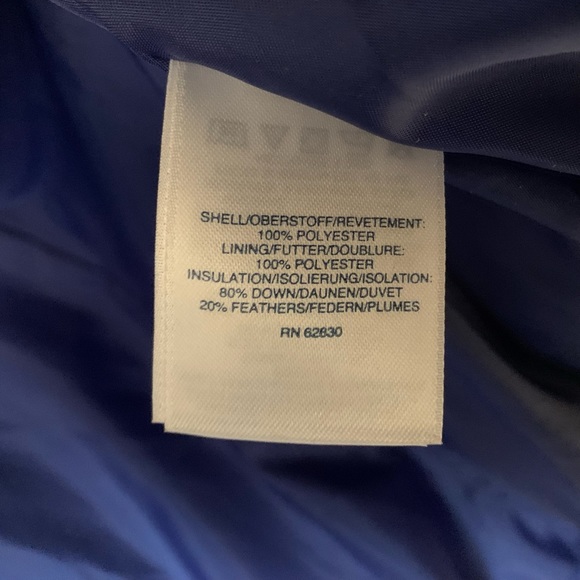 SHELL/OBERSTOFF/REVETEMENT:
100% POLYESTER
LINING/FUTTER/DOUBLURE:
100% POLYESTER
INSULATION/ISOLIERUNG/ISOLATION:
80% DOWN/DAUNEN/DUVET
20% FEATHERS/FEDERN/PLUMES
RN 62830